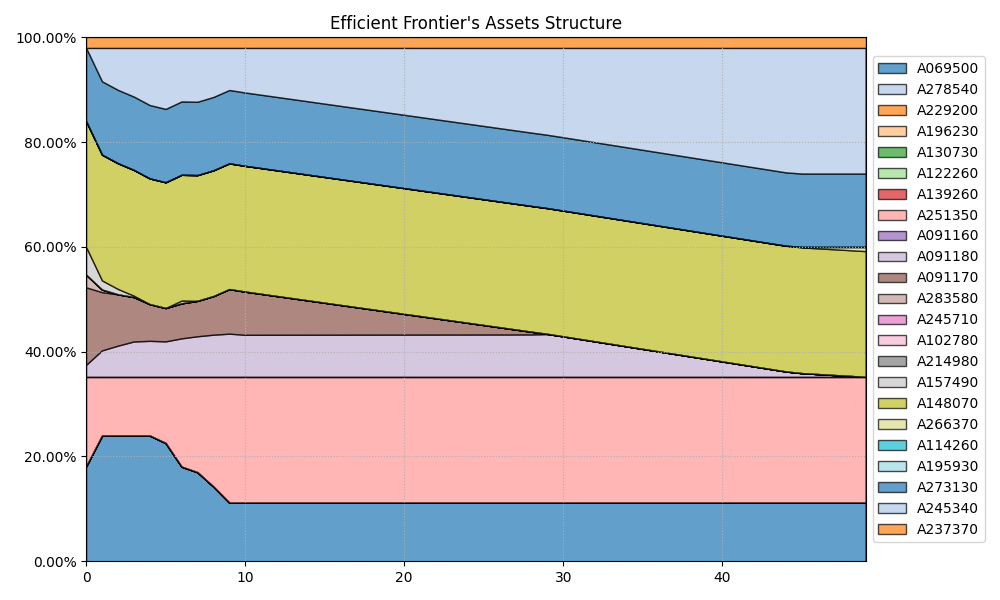 Efficient Frontier's Assets Structure
100.00%
80.00%
60.00%
40.00%
20.00%
0.00%
0
10
20
30
40
A069500
A278540
A229200
A196230
A130730
A122260
A139260
A251350
A091160
A091180
A091170
A283580
A245710
A102780
A214980
A157490
A148070
A266370
A114260
A195930
A273130
A245340
A237370